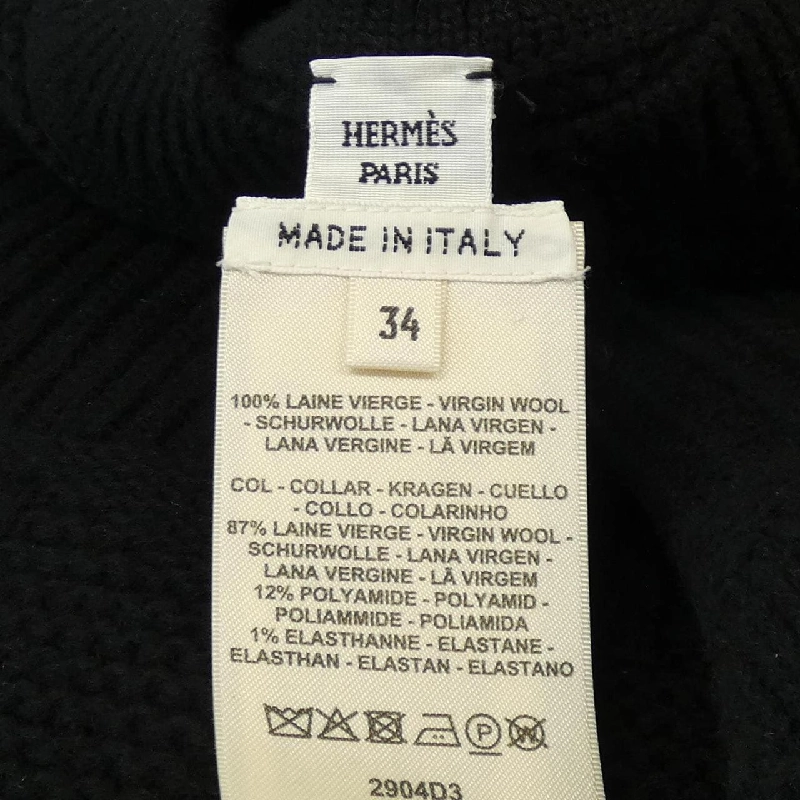 HERMÈS
PARIS
MADE IN ITALY
34
100% LAINE VIERGE - VIRGIN WOOL
- SCHURWOLLE - LANA VIRGEN -
LANA VERGINE - LÃ VIRGEM
COL - COLLAR - KRAGEN - CUELLO
- COLLO - COLARINHO
87% LAINE VIERGE - VIRGIN WOOL -
SCHURWOLLE - LANA VIRGEN -
LANA VERGINE - LÃ VIRGEM
12% POLYAMIDE - POLYAMID -
POLIAMMIDE - POLIAMIDA
1% ELASTHANNE - ELASTANE -
ELASTHAN - ELASTAN - ELASTANO
P W
2904D3